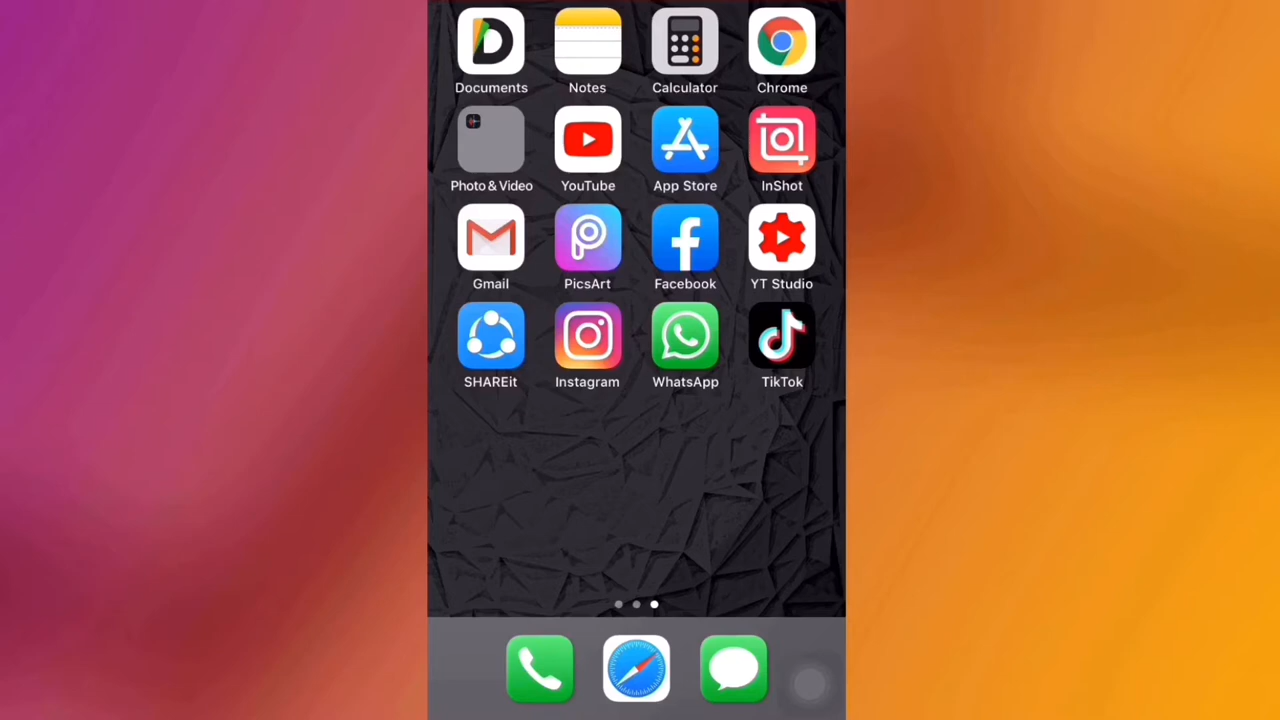 Documents Notes Calculator Chrome
Photo & Video YouTube App Store InShot
Gmail PicsArt Facebook YT Studio
SHAREit Instagram WhatsApp TikTok